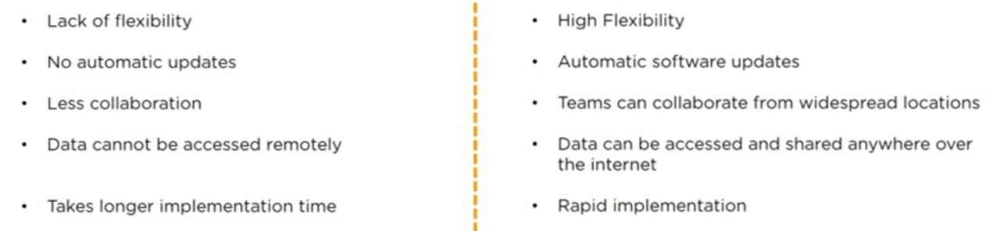 • Lack of flexibility
• No automatic updates
• Less collaboration
• Data cannot be accessed remotely
• Takes longer implementation time
• High Flexibility
• Automatic software updates
• Teams can collaborate from widespread locations
• Data can be accessed and shared anywhere over
the internet
• Rapid implementation